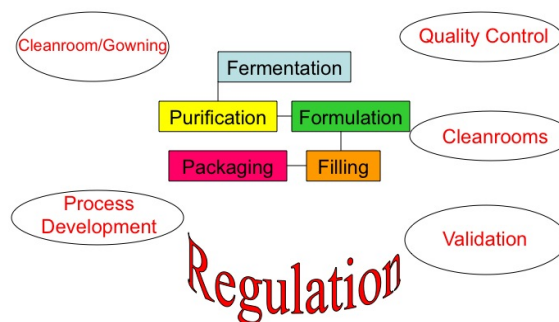 Cleanroom/Gowning
Quality Control
Fermentation
Purification
Formulation
Cleanrooms
Packaging
Filling
Process
Development
Validation
Regulation